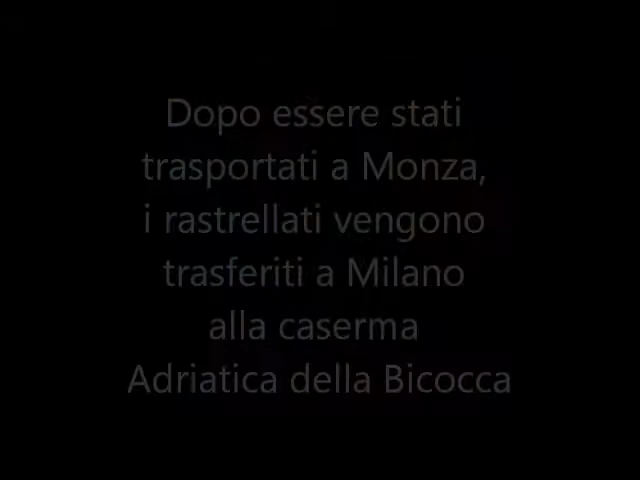 Dopo essere stati
trasportati a Monza,
i rastrellati vengono
trasferiti a Milano
alla caserma
Adriatica della Bicocca